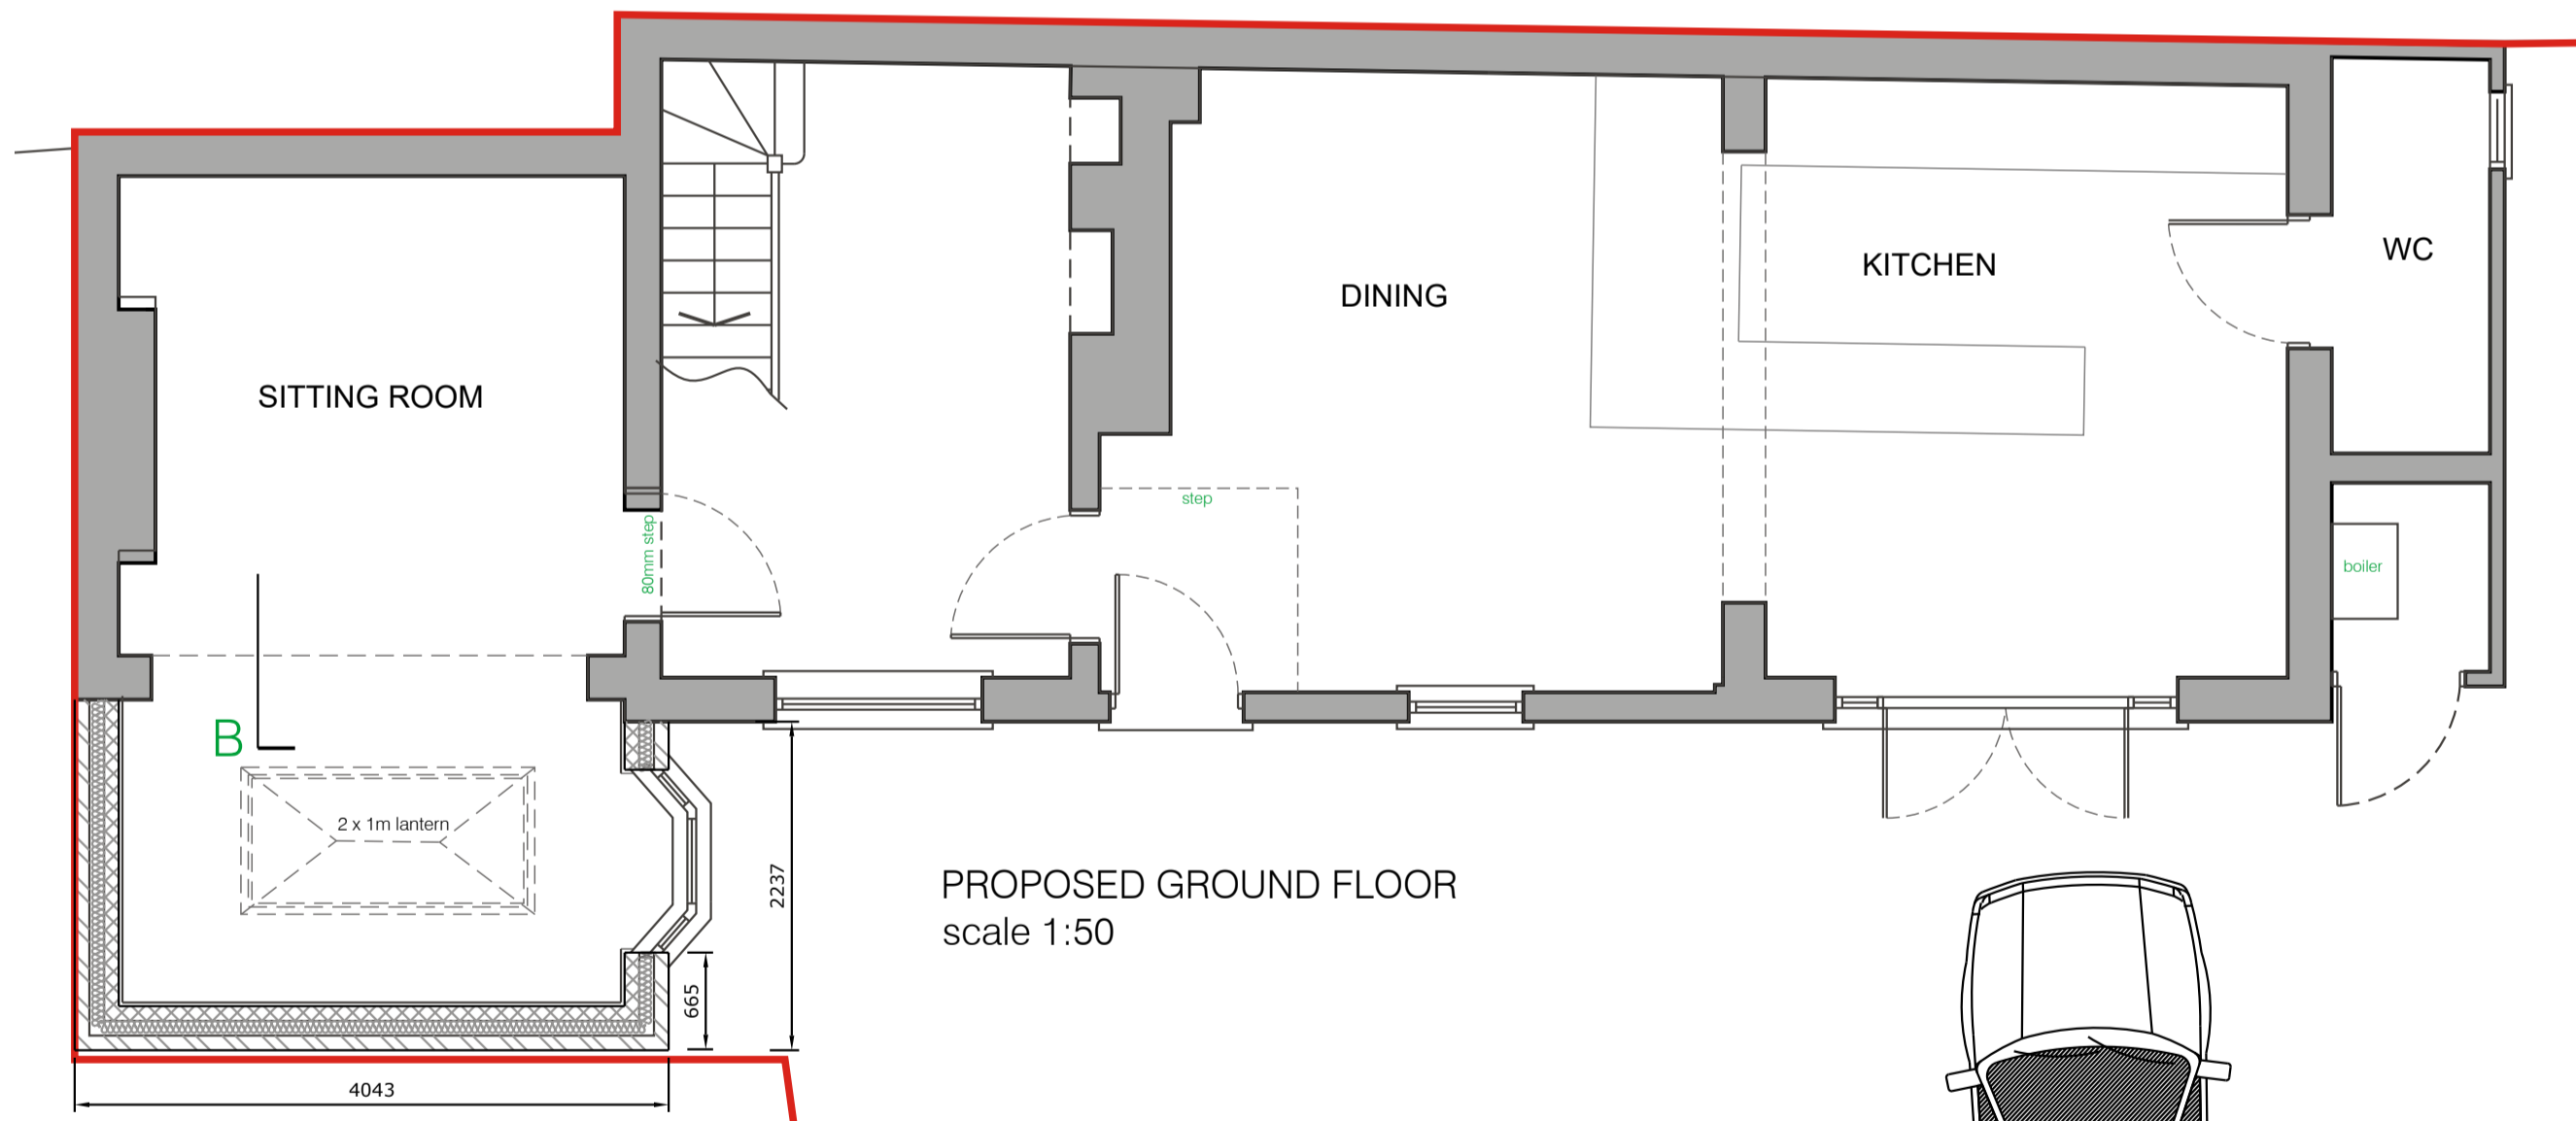 WC
KITCHEN
DINING
SITTING ROOM
step
80mm step
boiler
B
2 x 1m lantern
2237
PROPOSED GROUND FLOOR
scale 1:50
665
4043